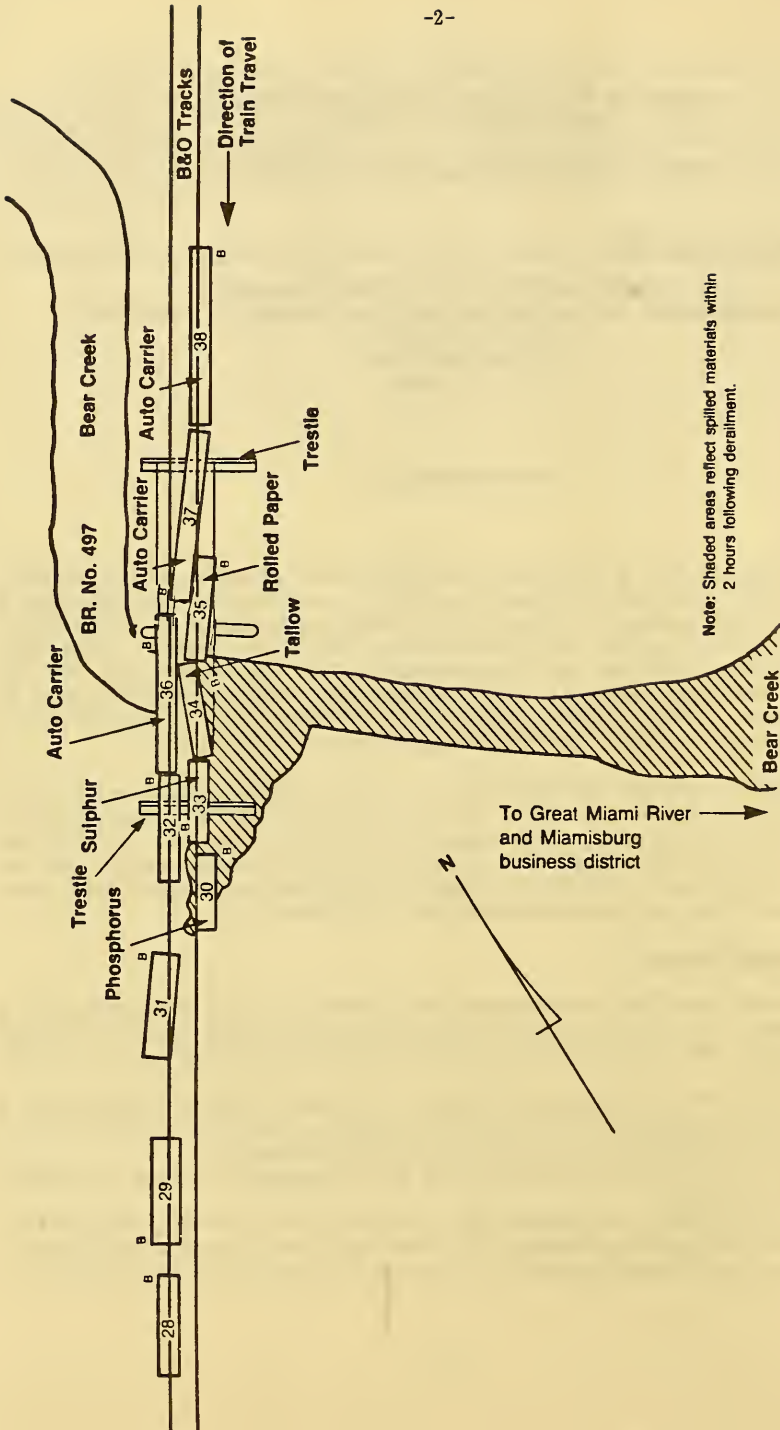 -2-
B&O Tracks
Direction of
Train Travel
Bear Creek
BR. No. 497
Auto Carrier
Auto Carrier
Auto Carrier
Trestle
Rolled Paper
Tallow
Sulphur
Trestle
Phosphorus
28
B
29
B
31
B
30
B
32
B
33
B
34
B
36
B
35
B
37
B
38
B
To Great Miami River
and Miamisburg
business district
N
Bear Creek
Note: Shaded areas reflect spilled materials within
2 hours following derailment.